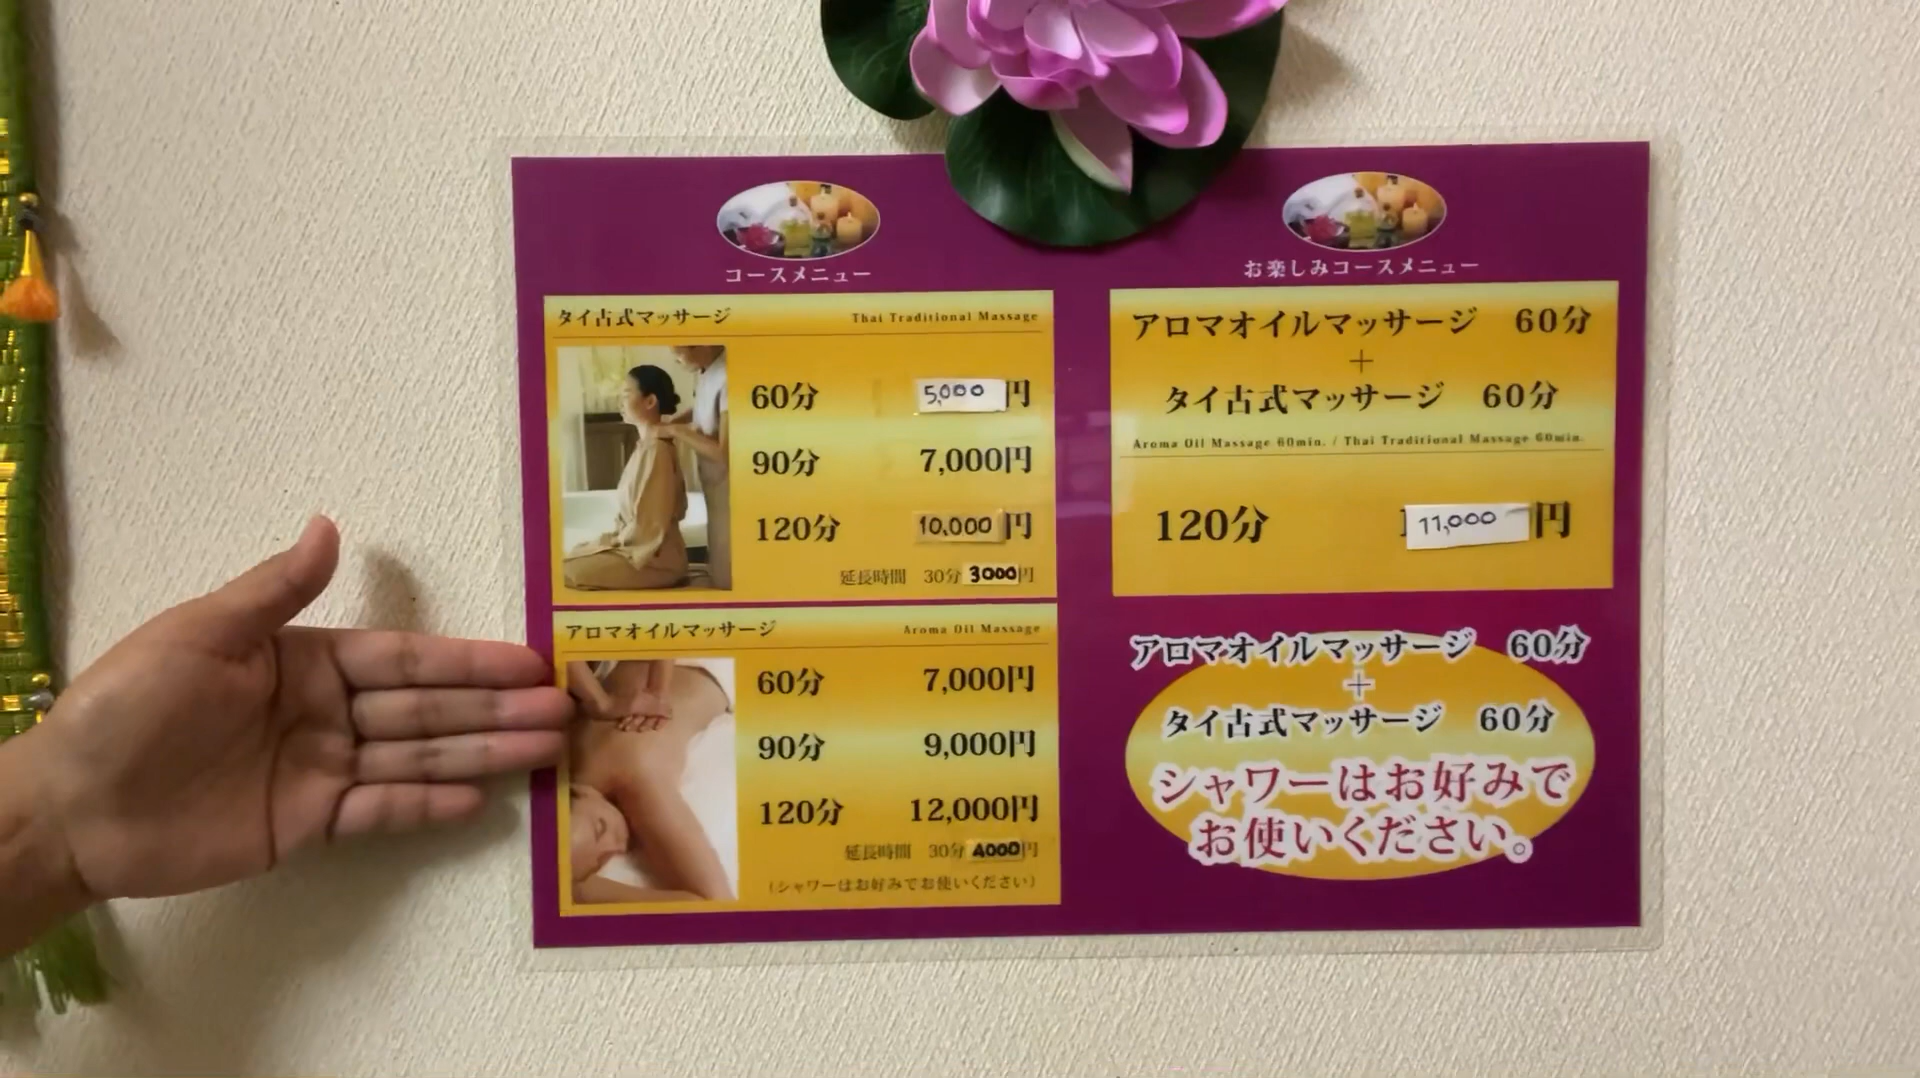 コースメニュー
タイ古式マッサージ Thai Traditional Massage
60分 5,000円
90分 7,000円
120分 10,000円
延長時間 30分 3000円
アロマオイルマッサージ Aroma Oil Massage
60分 7,000円
90分 9,000円
120分 12,000円
延長時間 30分 4000円
(シャワーはお好みでお使いください)
お楽しみコースメニュー
アロマオイルマッサージ 60分
+
タイ古式マッサージ 60分
Aroma Oil Massage 60min. / Thai Traditional Massage 60min.
120分 11,000円
アロマオイルマッサージ 60分
+
タイ古式マッサージ 60分
シャワーはお好みで
お使いください。